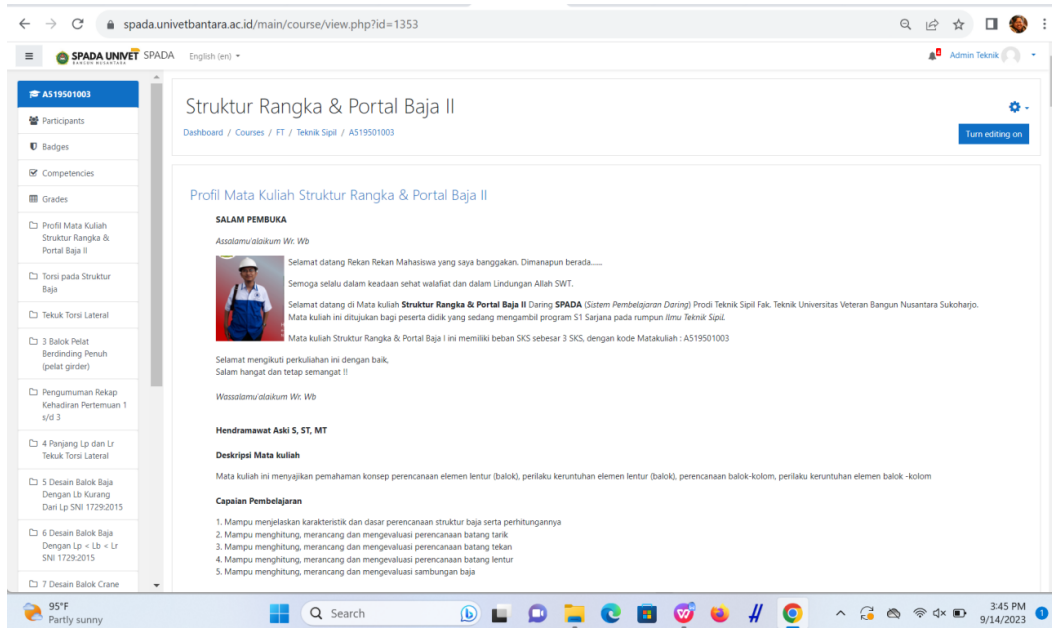 spada.univetbantara.ac.id/main/course/view.php?id=1353
SPADA UNIVET
BANGUN NUSANTARA
SPADA
English (en)
4
Admin Teknik
A519501003
Participants
Badges
Competencies
Grades
Profil Mata Kuliah
Struktur Rangka &
Portal Baja II
Torsi pada Struktur
Baja
Tekuk Torsi Lateral
3 Balok Pelat
Berdinding Penuh
(pelat girder)
Pengumuman Rekap
Kehadiran Pertemuan 1
s/d 3
4 Panjang Lp dan Lr
Tekuk Torsi Lateral
5 Desain Balok Baja
Dengan Lb Kurang
Dari Lp SNI 1729:2015
6 Desain Balok Baja
Dengan Lp < Lb < Lr
SNI 1729:2015
7 Desain Balok Crane
Struktur Rangka & Portal Baja II
Dashboard / Courses / FT / Teknik Sipil / A519501003
Turn editing on
Profil Mata Kuliah Struktur Rangka & Portal Baja II
SALAM PEMBUKA
Assalamu'alaikum Wr. Wb
Selamat datang Rekan Rekan Mahasiswa yang saya banggakan. Dimanapun berada......
Semoga selalu dalam keadaan sehat walafiat dan dalam Lindungan Allah SWT.
Selamat datang di Mata kuliah Struktur Rangka & Portal Baja II Daring SPADA (Sistem Pembelajaran Daring) Prodi Teknik Sipil Fak. Teknik Universitas Veteran Bangun Nusantara Sukoharjo.
Mata kuliah ini ditujukan bagi peserta didik yang sedang mengambil program S1 Sarjana pada rumpun Ilmu Teknik Sipil.
Mata kuliah Struktur Rangka & Portal Baja I ini memiliki beban SKS sebesar 3 SKS, dengan kode Matakuliah : A519501003
Selamat mengikuti perkuliahan ini dengan baik,
Salam hangat dan tetap semangat !!
Wassalamu'alaikum Wr. Wb
Hendramawat Aski S, ST, MT
Deskripsi Mata kuliah
Mata kuliah ini menyajikan pemahaman konsep perencanaan elemen lentur (balok), perilaku keruntuhan elemen lentur (balok), perencanaan balok-kolom, perilaku keruntuhan elemen balok -kolom
Capaian Pembelajaran
1. Mampu menjelaskan karakteristik dan dasar perencanaan struktur baja serta perhitungannya
2. Mampu menghitung, merancang dan mengevaluasi perencanaan batang tarik
3. Mampu menghitung, merancang dan mengevaluasi perencanaan batang tekan
4. Mampu menghitung, merancang dan mengevaluasi perencanaan batang lentur
5. Mampu menghitung, merancang dan mengevaluasi sambungan baja
95°F
Partly sunny
Search
3:45 PM
9/14/2023
1